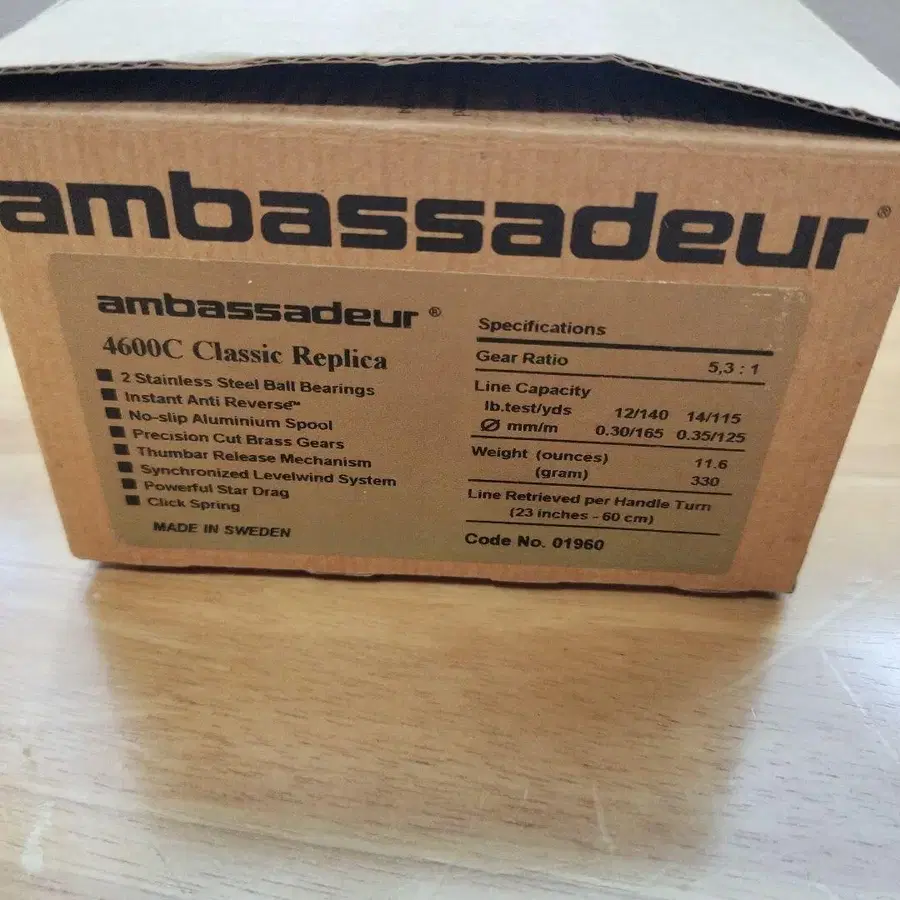 ambassadeur®
ambassadeur®
4600C Classic Replica
2 Stainless Steel Ball Bearings
Instant Anti Reverse™
No-slip Aluminium Spool
Precision Cut Brass Gears
Thumbar Release Mechanism
Synchronized Levelwind System
Powerful Star Drag
Click Spring
MADE IN SWEDEN
Specifications
Gear Ratio 5,3 : 1
Line Capacity
lb.test/yds 12/140 14/115
Ø mm/m 0.30/165 0.35/125
Weight (ounces) 11.6
(gram) 330
Line Retrieved per Handle Turn
(23 inches - 60 cm)
Code No. 01960